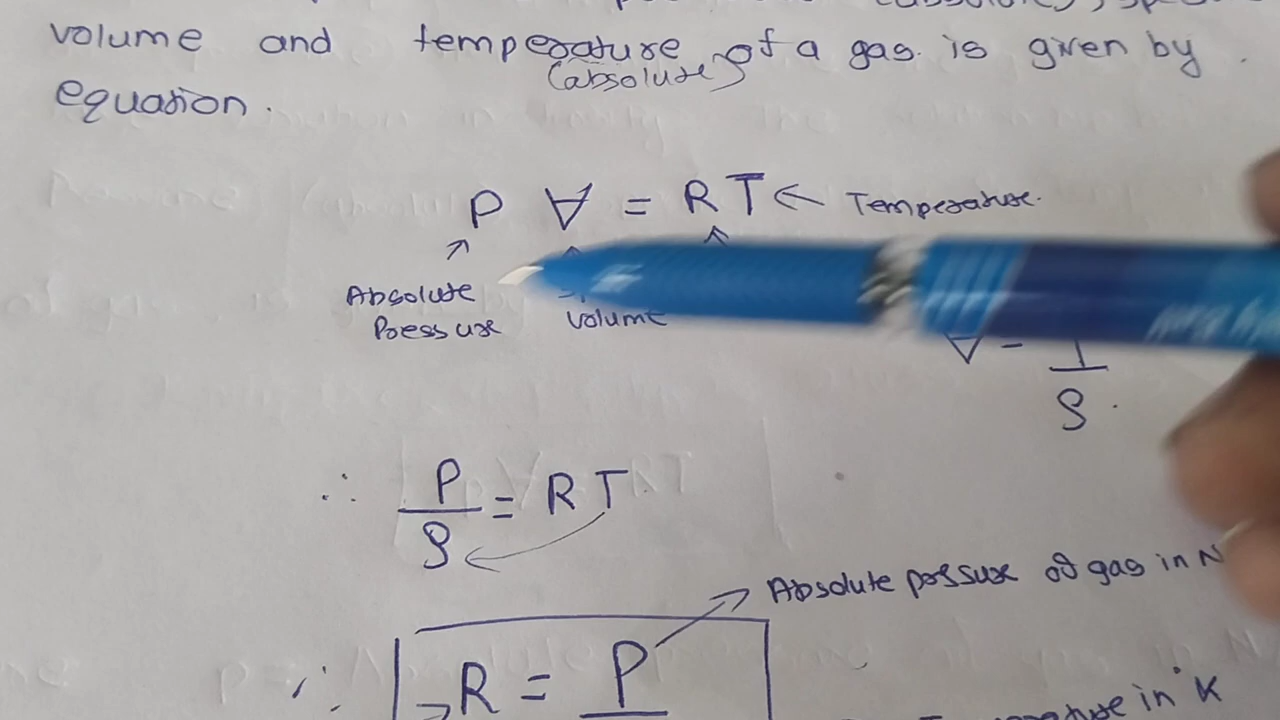 volume and temperature of a gas. is given by
(absolute)
equation.
P ∀ = R T ← Temperature.
Absolute
Pressure
volume
∀ - 1
ρ
∴ P = R T
ρ
Absolute pressure of gas in N
∴ R = P
in °K